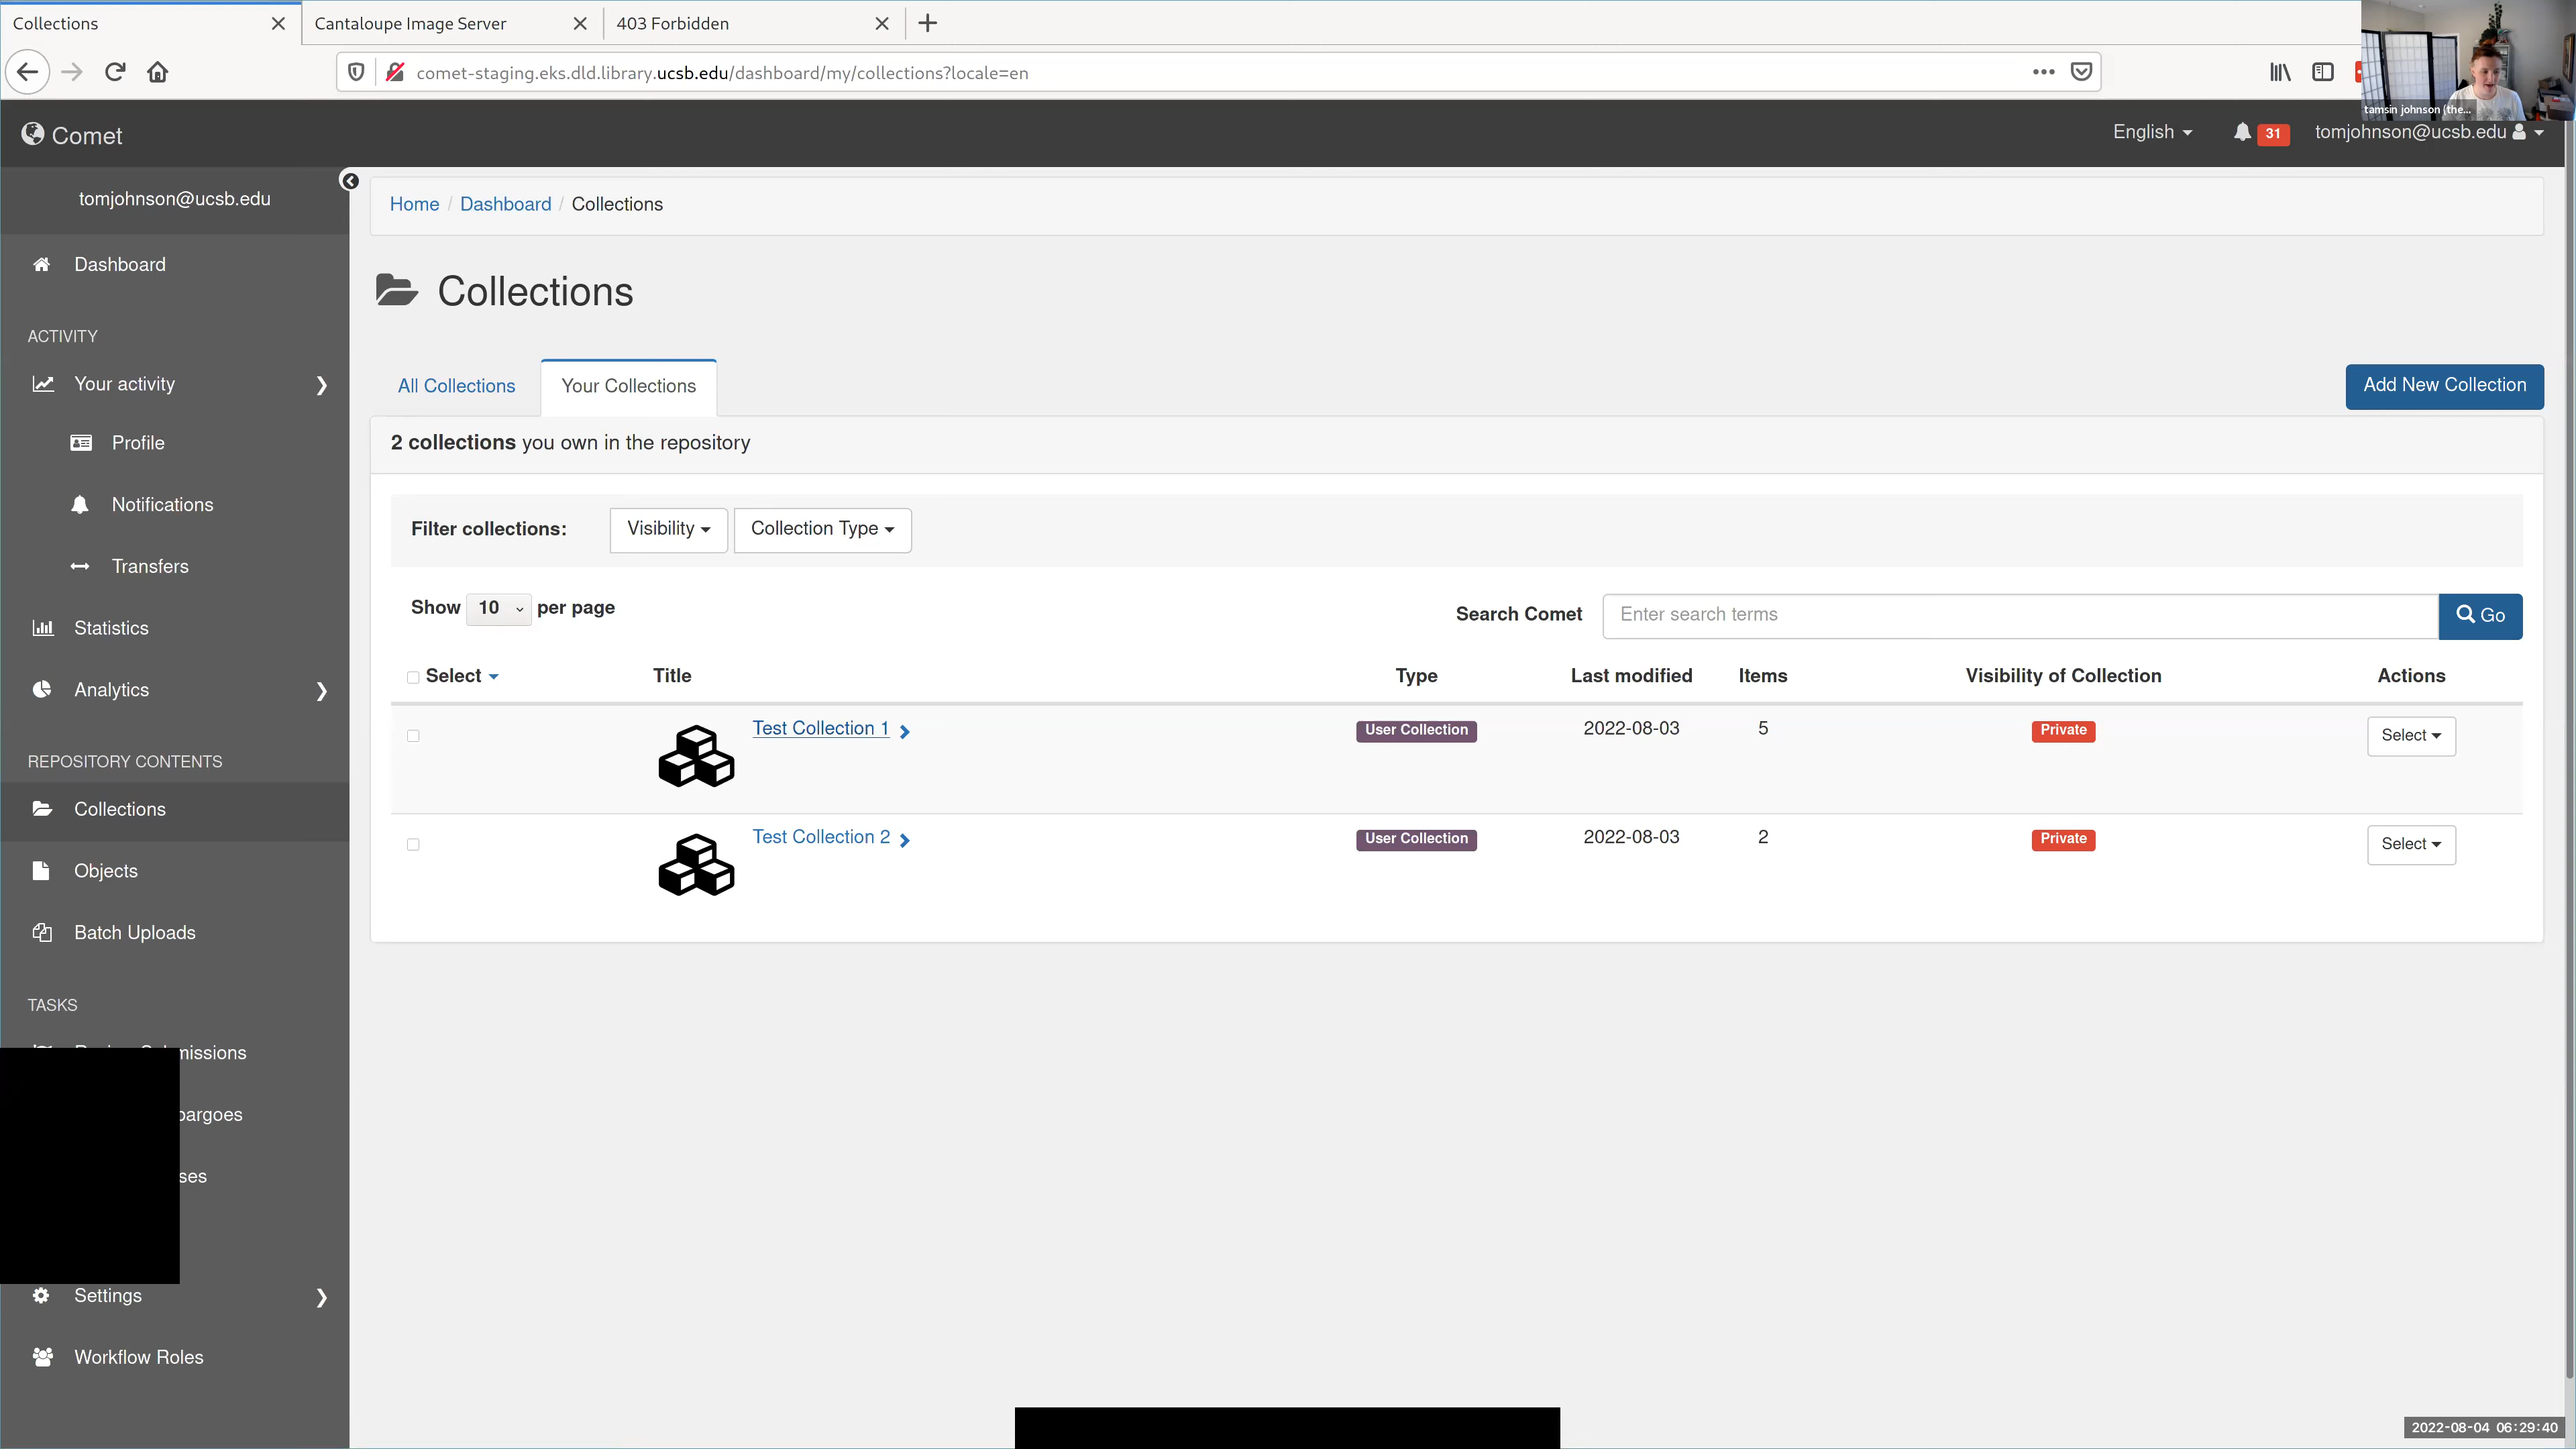 Collections
Cantaloupe Image Server
403 Forbidden
comet-staging.eks.dld.library.ucsb.edu/dashboard/my/collections?locale=en
tamsin johnson (the...
Comet
English
31
tomjohnson@ucsb.edu
tomjohnson@ucsb.edu
Home / Dashboard / Collections
Dashboard
Collections
ACTIVITY
Your activity
All Collections
Your Collections
Add New Collection
Profile
2 collections you own in the repository
Notifications
Filter collections:
Visibility
Collection Type
Transfers
Show 10 per page
Search Comet
Enter search terms
Go
Statistics
Select
Title
Type
Last modified
Items
Visibility of Collection
Actions
Analytics
Test Collection 1
User Collection
2022-08-03
5
Private
Select
REPOSITORY CONTENTS
Collections
Test Collection 2
User Collection
2022-08-03
2
Private
Select
Objects
Batch Uploads
TASKS
missions
bargoes
ses
Settings
Workflow Roles
2022-08-04 06:29:40